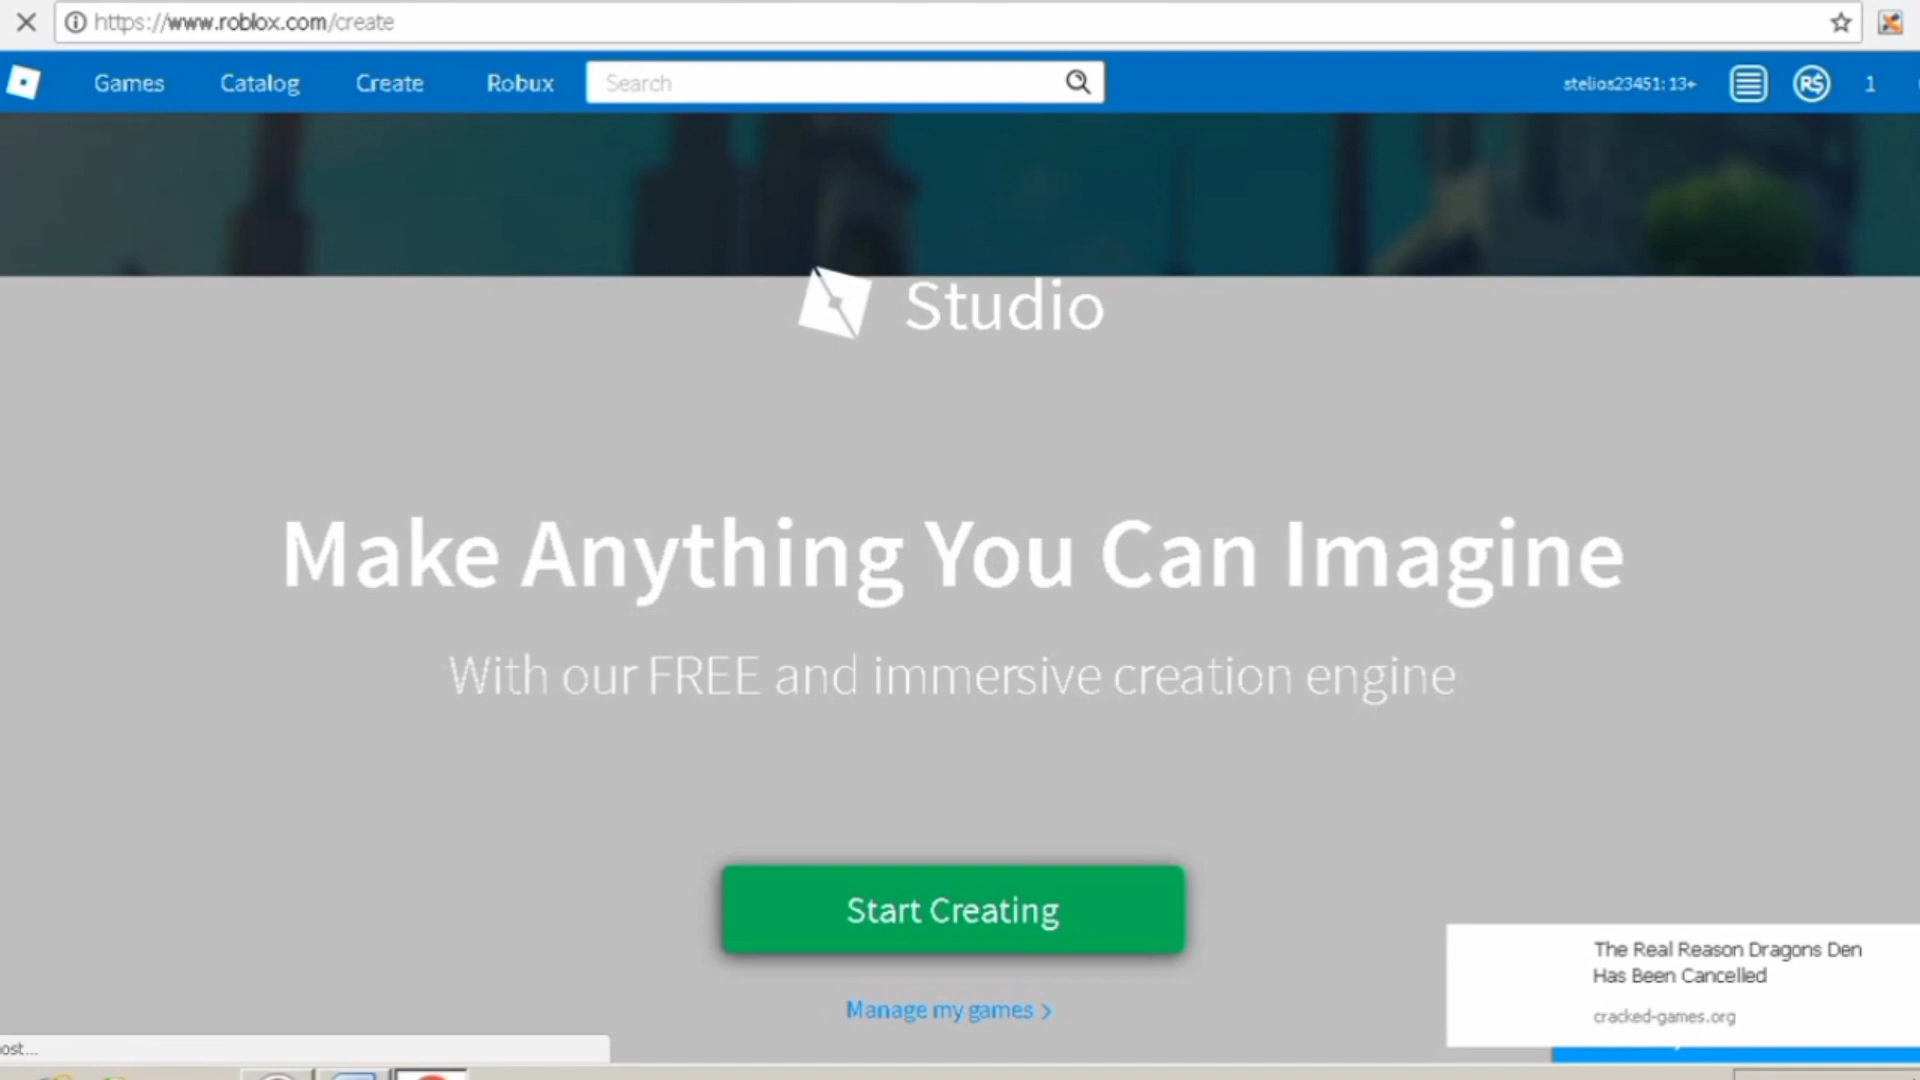 https://www.roblox.com/create
Games
Catalog
Create
Robux
Search
stelios23451: 13+
R$
1
Studio
Make Anything You Can Imagine
With our FREE and immersive creation engine
Start Creating
Manage my games >
The Real Reason Dragons Den
Has Been Cancelled
cracked-games.org
ost...